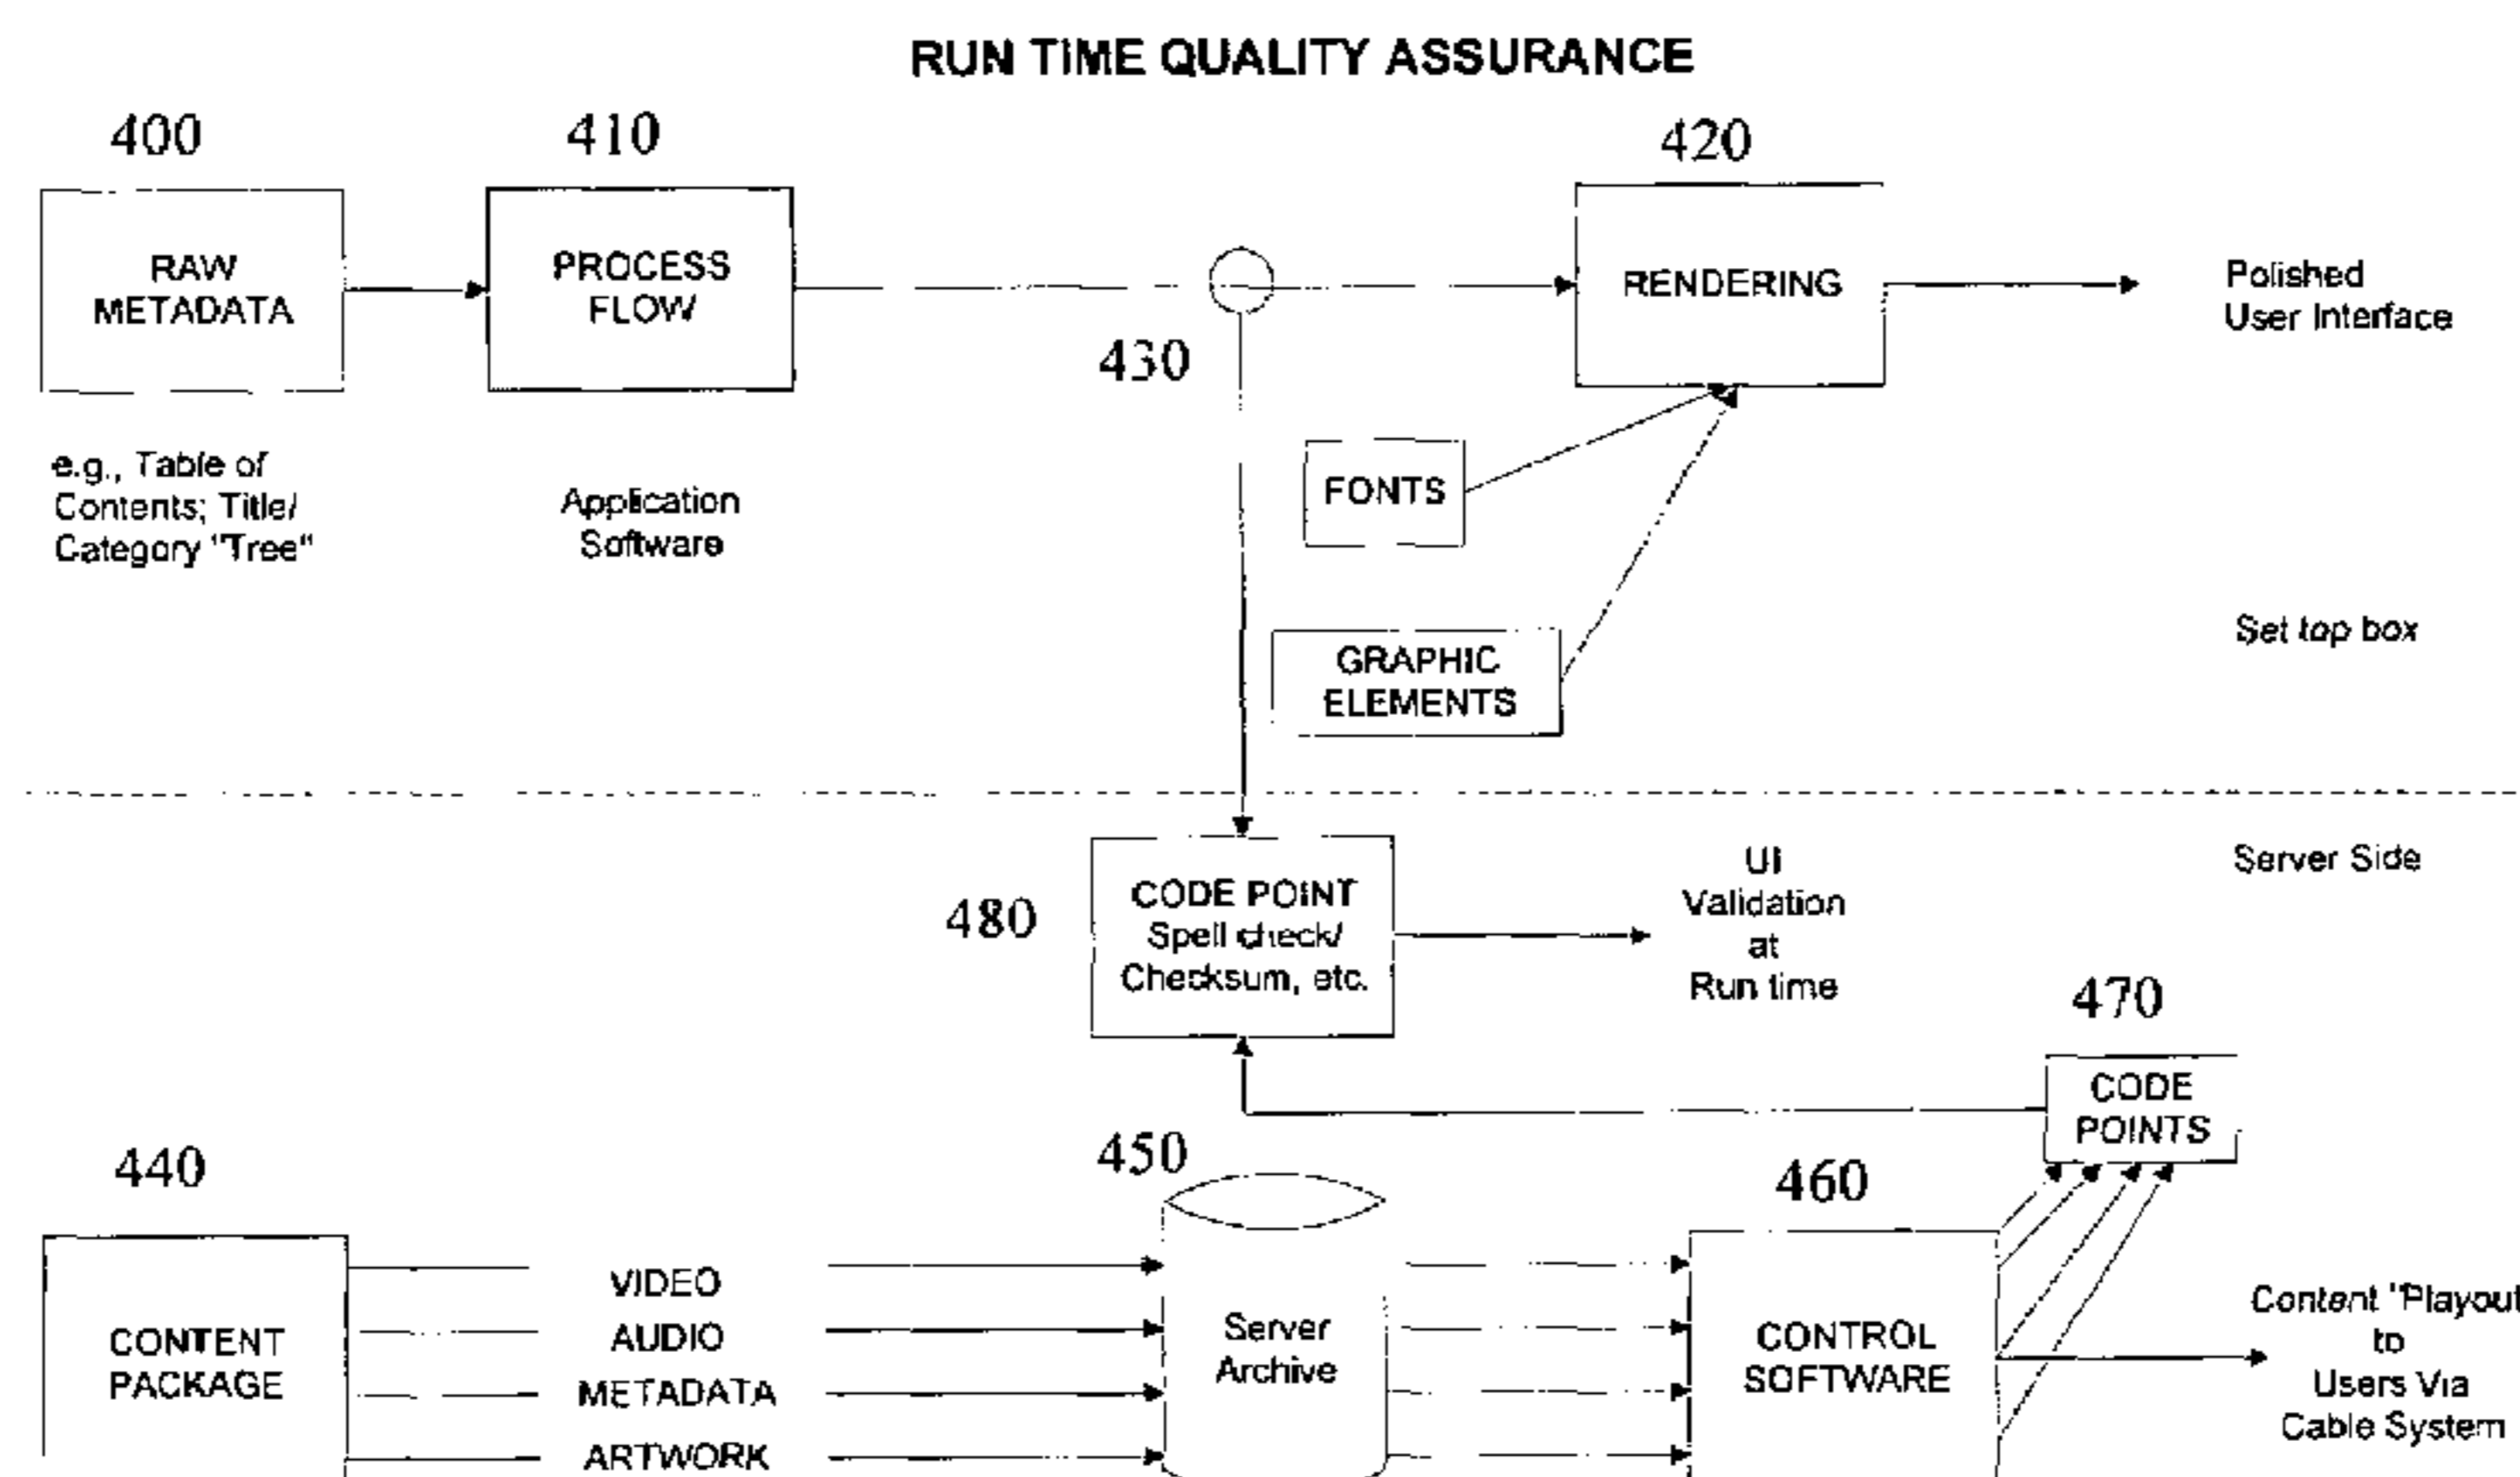 RUN TIME QUALITY ASSURANCE
400
410
420
RAW
METADATA
PROCESS
FLOW
RENDERING
Polished
User Interface
430
e.g., Table of
Contents; Title/
Category "Tree"
Application
Software
FONTS
GRAPHIC
ELEMENTS
Set top box
Server Side
480
CODE POINT
Spell check/
Checksum, etc.
UI
Validation
at
Run time
470
CODE
POINTS
440
450
460
CONTENT
PACKAGE
VIDEO
AUDIO
METADATA
ARTWORK
Server
Archive
CONTROL
SOFTWARE
Content "Playout
to
Users Via
Cable System